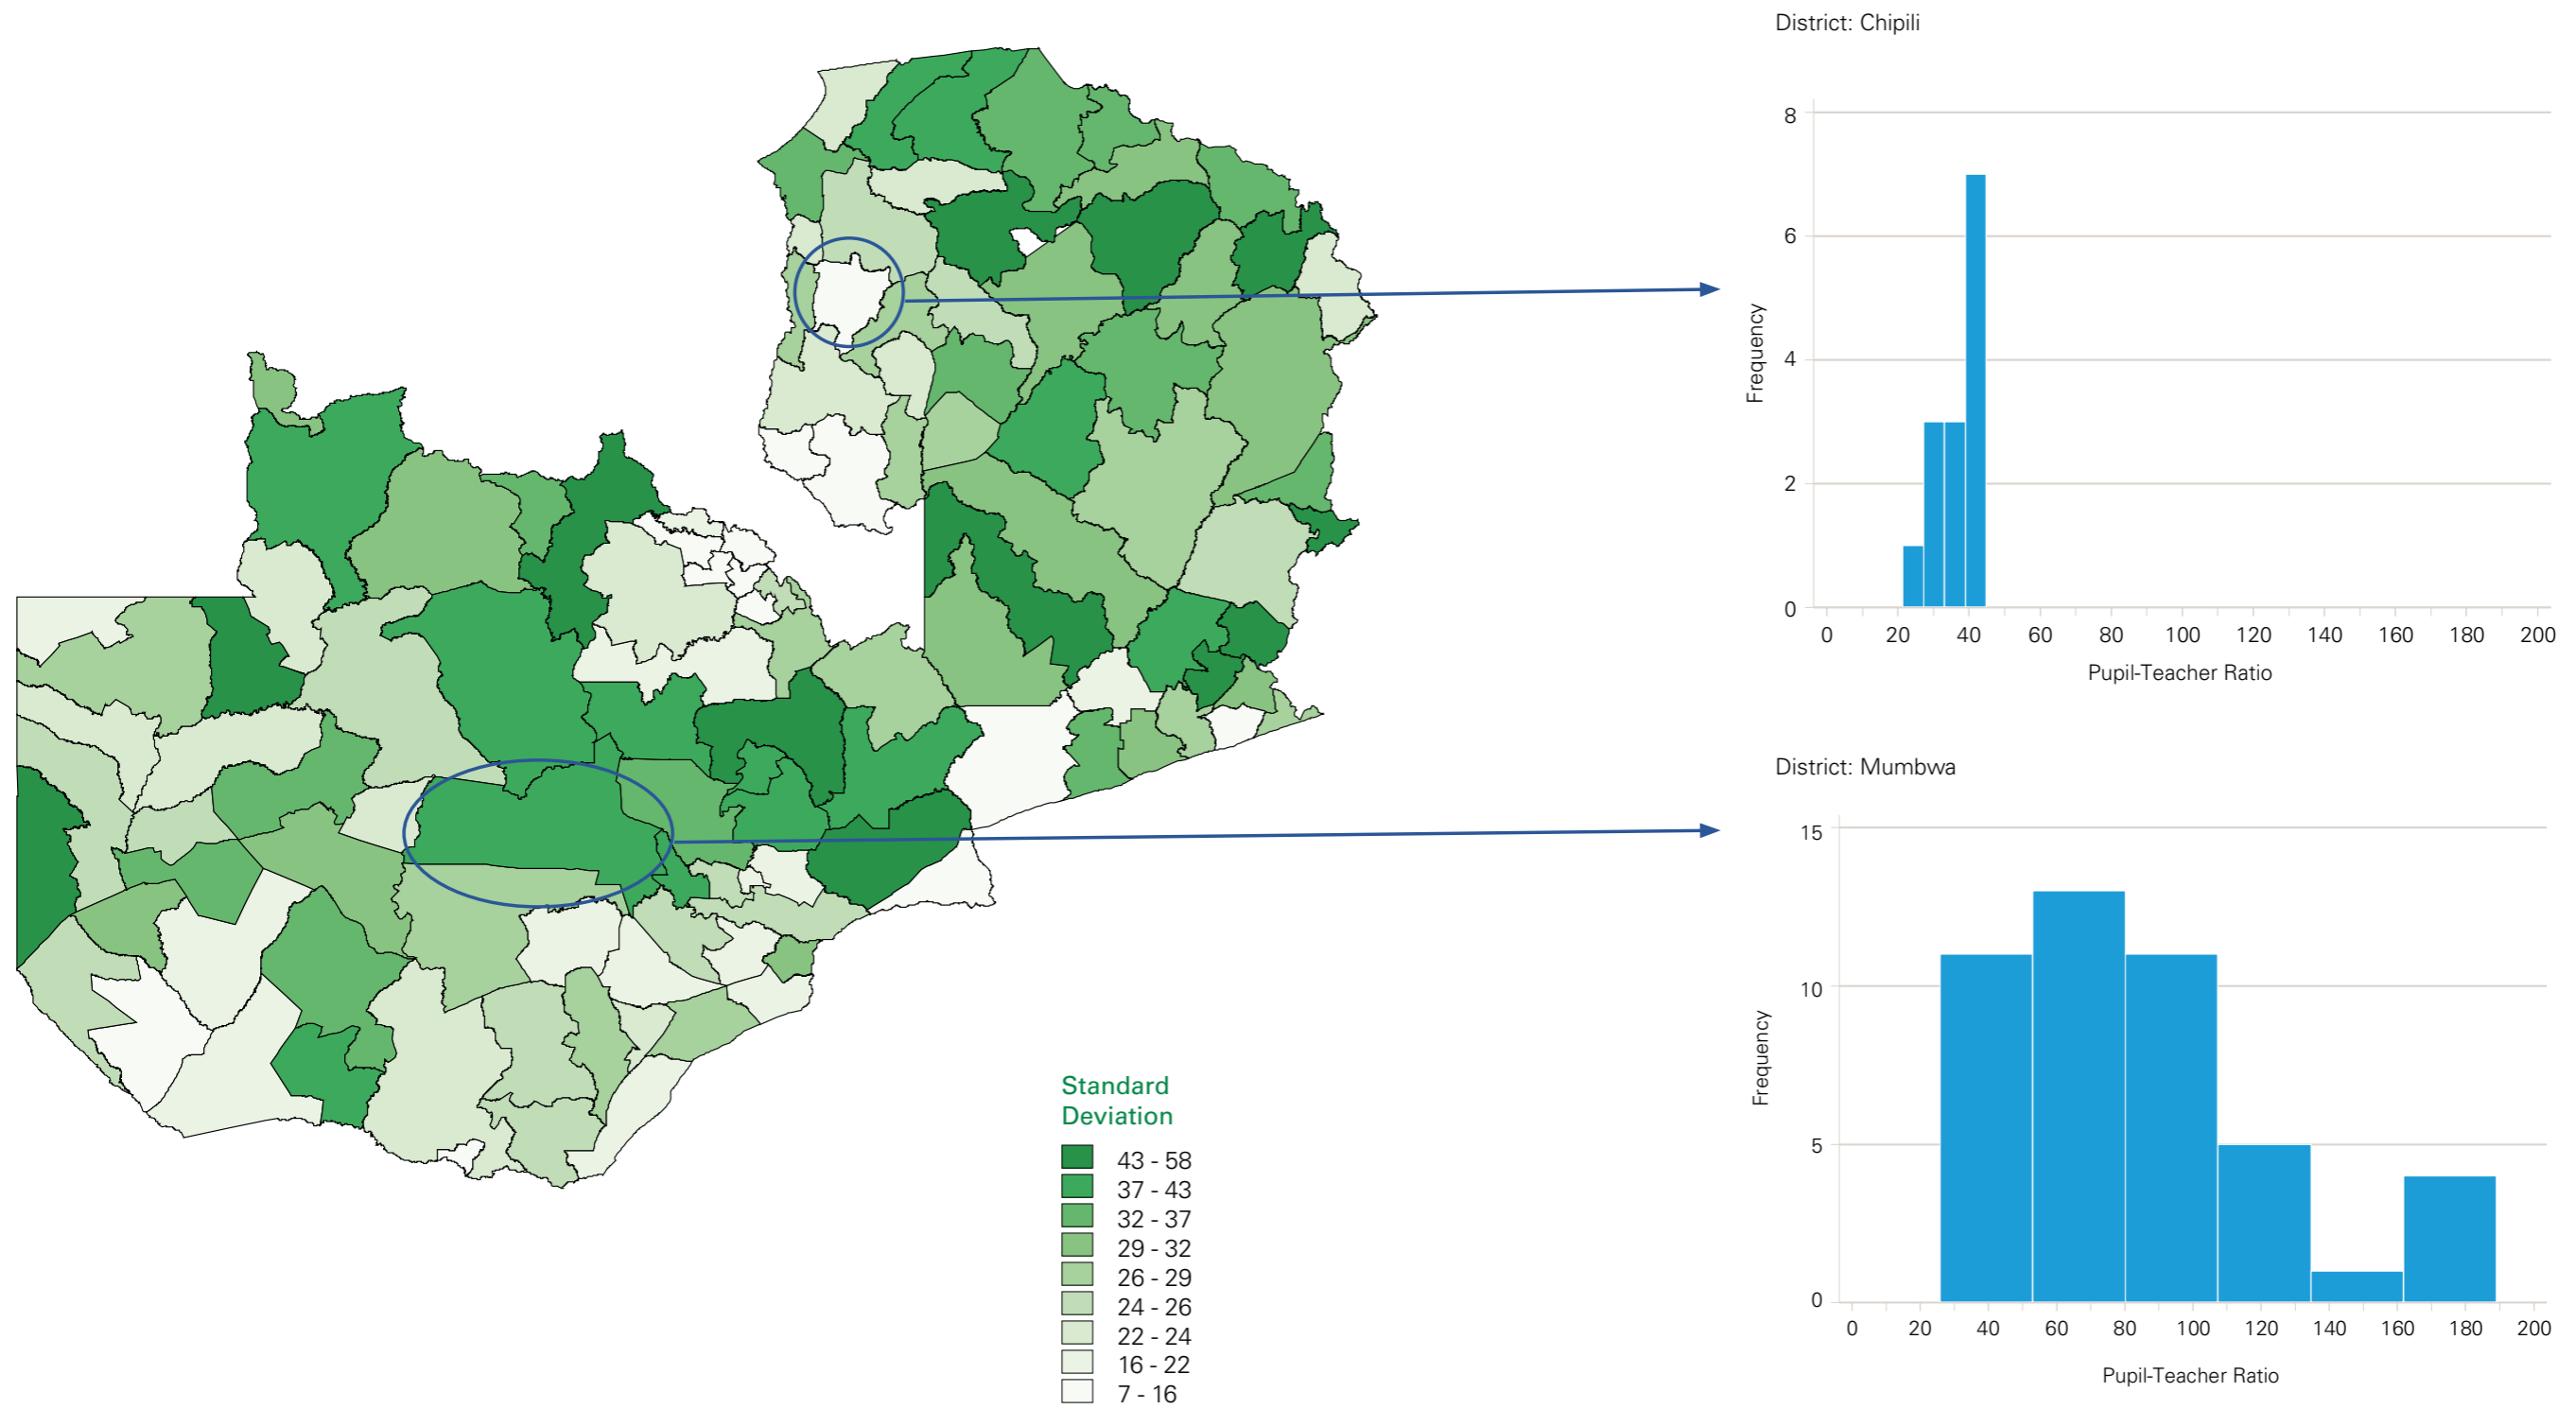 District: Chipili
8
6
4
2
0
Frequency
0 20 40 60 80 100 120 140 160 180 200
Pupil-Teacher Ratio
District: Mumbwa
15
10
5
0
Frequency
0 20 40 60 80 100 120 140 160 180 200
Pupil-Teacher Ratio
Standard
Deviation
43 - 58
37 - 43
32 - 37
29 - 32
26 - 29
24 - 26
22 - 24
16 - 22
7 - 16